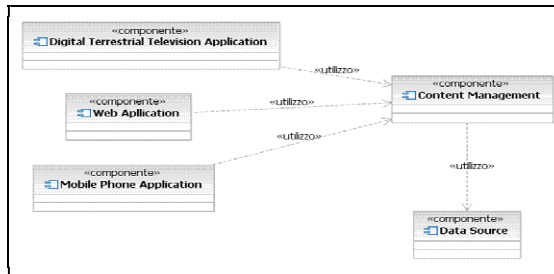 «componente»
Digital Terrestrial Television Application
«utilizzo»
«componente»
Content Management
«componente»
Web Apllication
«utilizzo»
«utilizzo»
«componente»
Mobile Phone Application
«utilizzo»
«componente»
Data Source